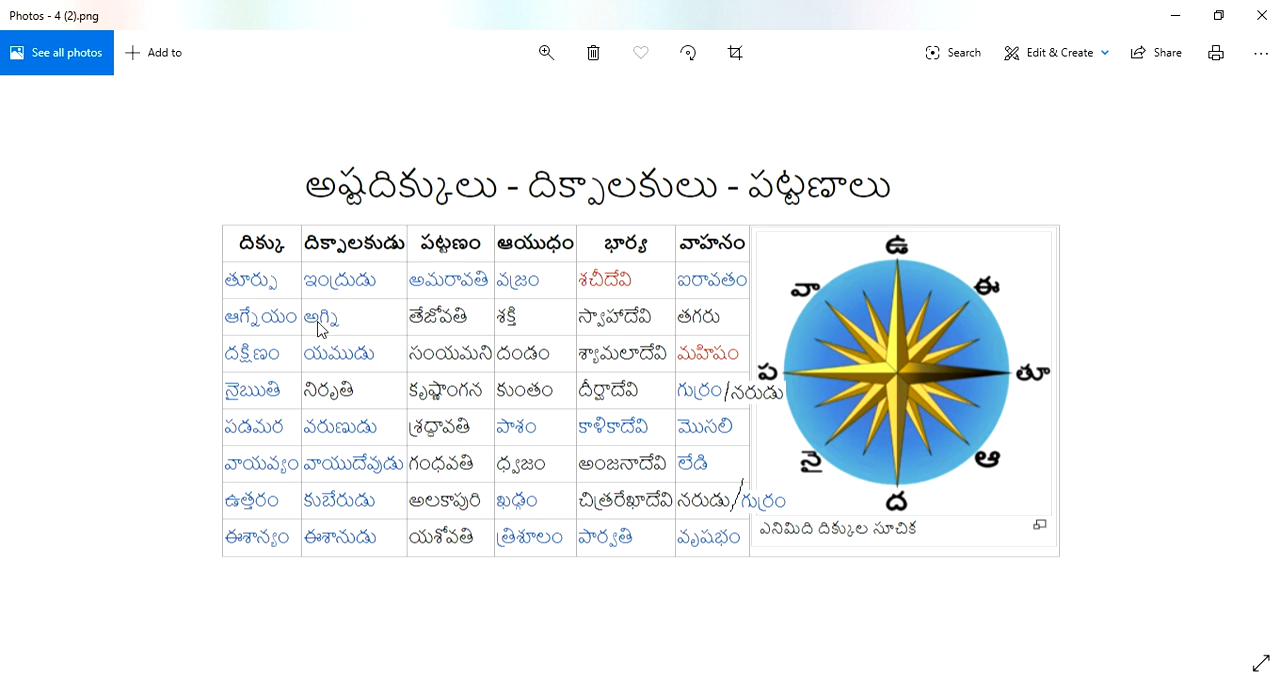 Photos - 4 (2).png
See all photos Add to Search Edit & Create Share
అష్టదిక్కులు - దిక్పాలకులు - పట్టణాలు
దిక్కు దిక్పాలకుడు పట్టణం ఆయుధం భార్య వాహనం
తూర్పు ఇంద్రుడు అమరావతి వజ్రం శచీదేవి ఐరావతం
ఆగ్నేయం అగ్ని తేజోవతి శక్తి స్వాహాదేవి తగరు
దక్షిణం యముడు సంయమని దండం శ్యామలాదేవి మహిషం
నైఋతి నిరృతి కృష్ణాంగన కుంతం దీర్ఘాదేవి గుర్రం/నరుడు
పడమర వరుణుడు శ్రద్ధావతి పాశం కాళికాదేవి మొసలి
వాయవ్యం వాయుదేవుడు గంధవతి ధ్వజం అంజనాదేవి లేడి
ఉత్తరం కుబేరుడు అలకాపురి ఖడ్గం చిత్రరేఖాదేవి నరుడు/గుర్రం
ఈశాన్యం ఈశానుడు యశోవతి త్రిశూలం పార్వతి వృషభం
ఉ
వా ఈ
ప తూ
నై ఆ
ద
ఎనిమిది దిక్కుల సూచిక